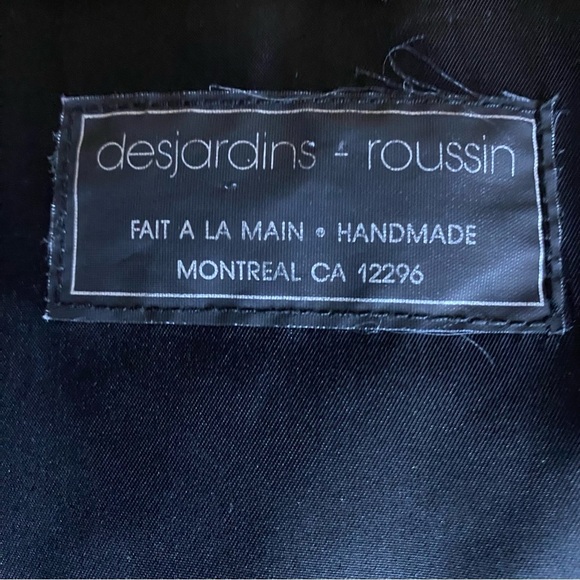 desjardins - roussin
FAIT A LA MAIN • HANDMADE
MONTREAL CA 12296